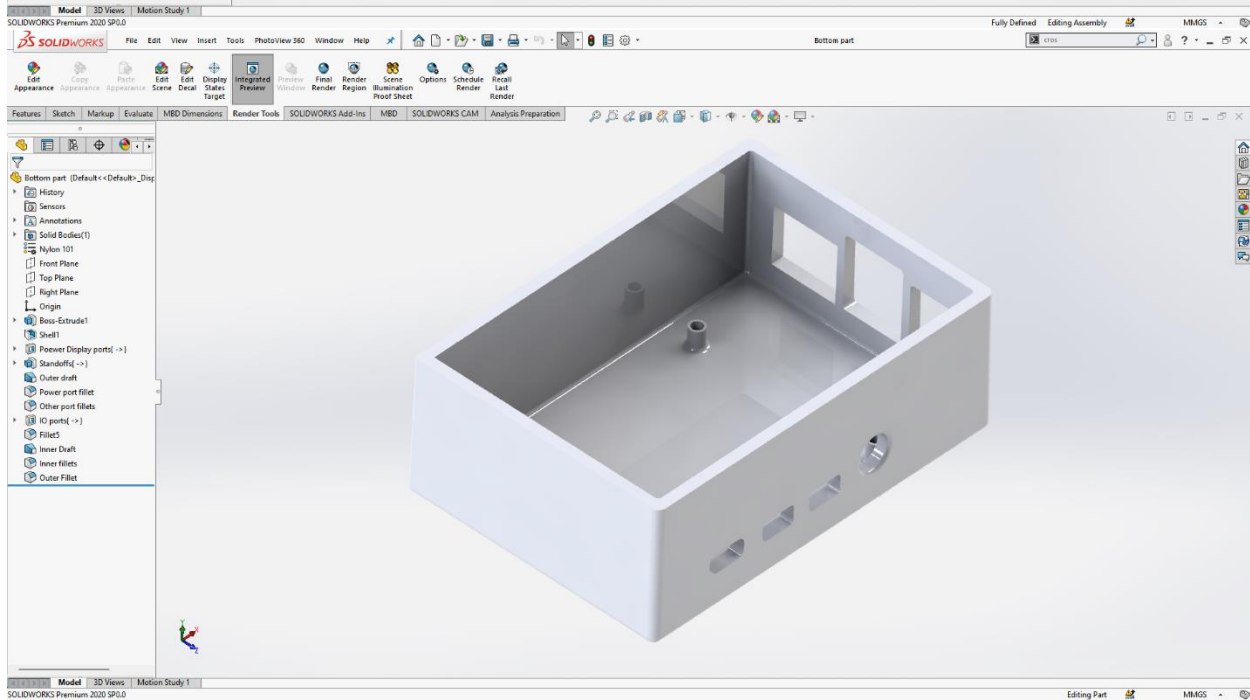 Model 3D Views Motion Study 1
SOLIDWORKS Premium 2020 SP0.0 Fully Defined Editing Assembly MMGS
SOLIDWORKS File Edit View Insert Tools PhotoView 360 Window Help Bottom part cros
Edit Appearance Copy Appearance Paste Appearance Edit Scene Edit Decal Display States Target Integrated Preview Preview Window Final Render Render Region Scene Illumination Proof Sheet Options Schedule Render Recall Last Render
Features Sketch Markup Evaluate MBD Dimensions Render Tools SOLIDWORKS Add-Ins MBD SOLIDWORKS CAM Analysis Preparation
Bottom part (Default<<Default>_Disp
History
Sensors
Annotations
Solid Bodies(1)
Nylon 101
Front Plane
Top Plane
Right Plane
Origin
Boss-Extrude1
Shell1
Poewer Display ports{ ->}
Standoffs{ ->}
Outer draft
Power port fillet
Other port fillets
IO ports{ ->}
Fillet5
Inner Draft
Inner fillets
Outer Fillet
Y X Z
Model 3D Views Motion Study 1
SOLIDWORKS Premium 2020 SP0.0 Editing Part MMGS